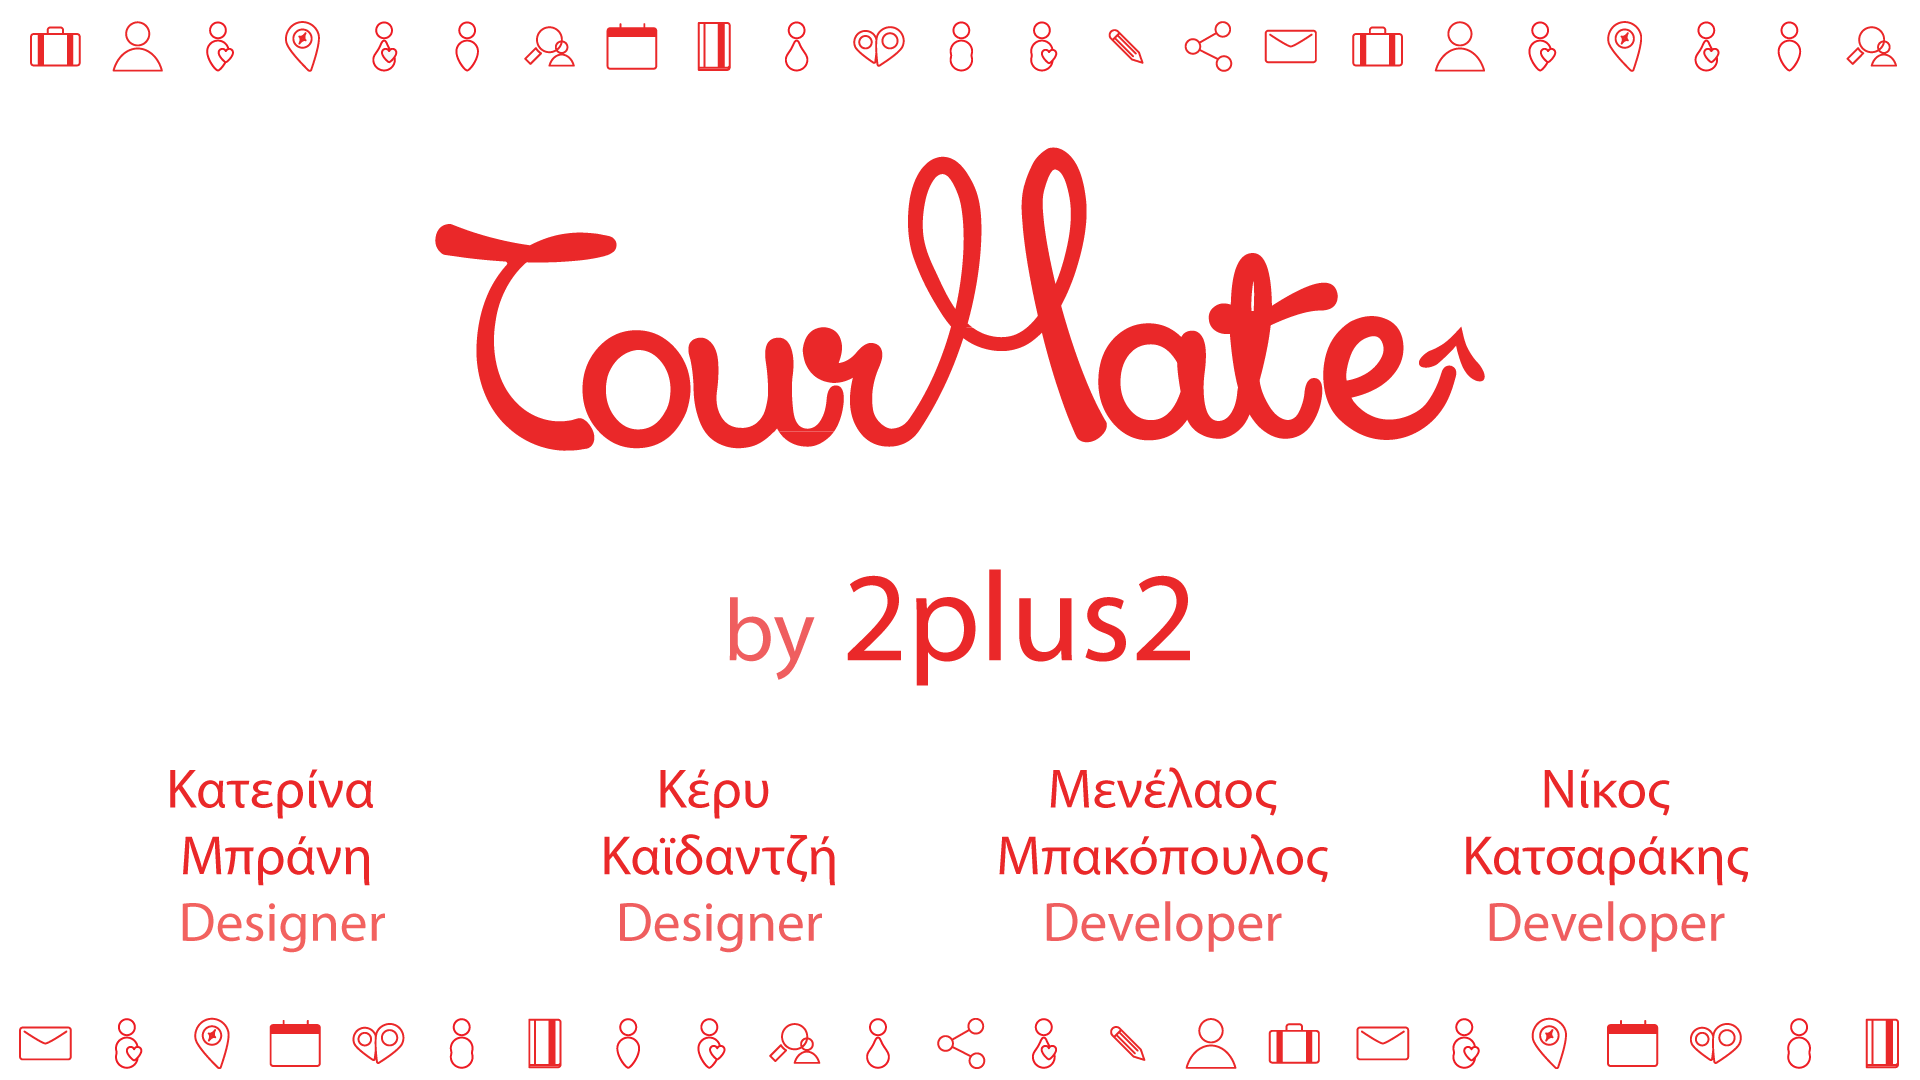 TourMate
by 2plus2
Κατερίνα
Μπράνη
Designer
Κέρυ
Καϊδαντζή
Designer
Μενέλαος
Μπακόπουλος
Developer
Νίκος
Κατσαράκης
Developer